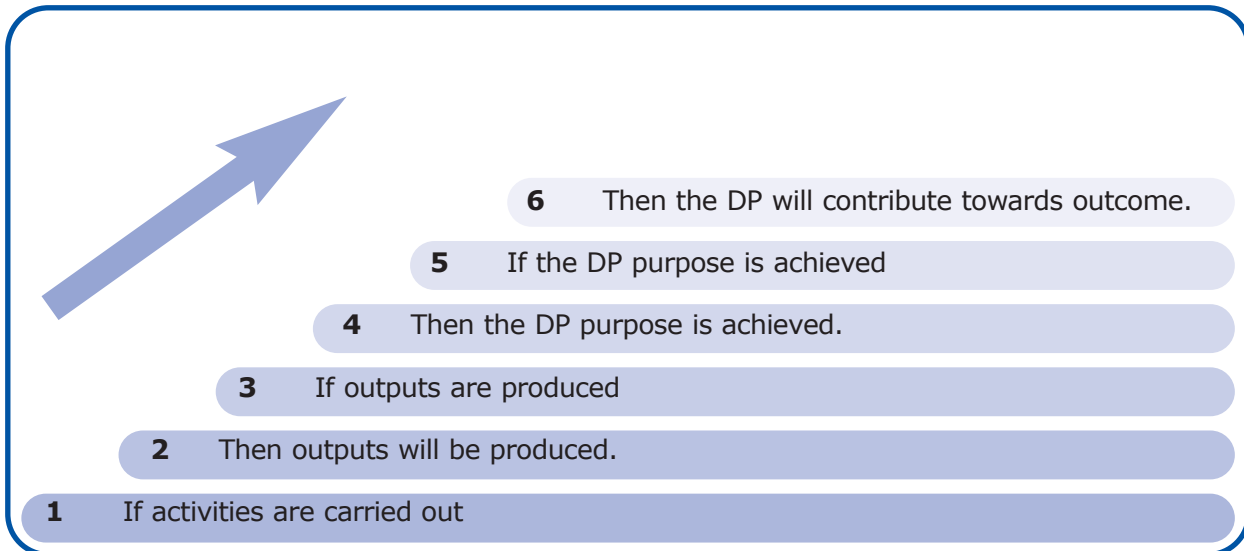 6 Then the DP will contribute towards outcome.
5 If the DP purpose is achieved
4 Then the DP purpose is achieved.
3 If outputs are produced
2 Then outputs will be produced.
1 If activities are carried out